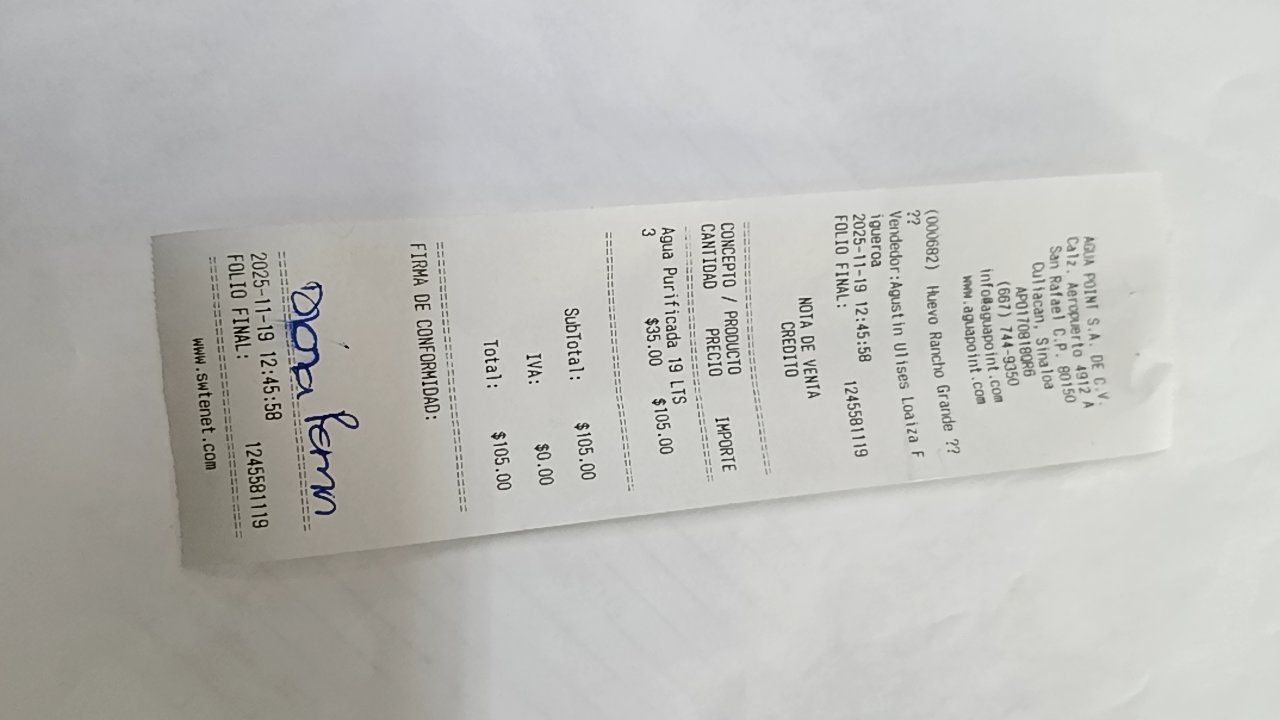 AGUA POINT S.A. DE C.V.
Calz. Aeropuerto 4912 A
San Rafael C.P. 80150
Culiacan, Sinaloa
APO170818QR6
(667) 744-9350
info@aguapoint.com
www.aguapoint.com
(000682) Huevo Rancho Grande ??
??
Vendedor:Agustin Ulises Loaiza F
igueroa
2025-11-19 12:45:58
FOLIO FINAL: 1245581119
NOTA DE VENTA
CREDITO
================================
CONCEPTO / PRODUCTO
CANTIDAD PRECIO IMPORTE
================================
Agua Purificada 19 LTS
3 $35.00 $105.00
================================
SubTotal: $105.00
IVA: $0.00
Total: $105.00
================================
FIRMA DE CONFORMIDAD:
Diana
================================
2025-11-19 12:45:58
FOLIO FINAL: 1245581119
================================
www.swtenet.com